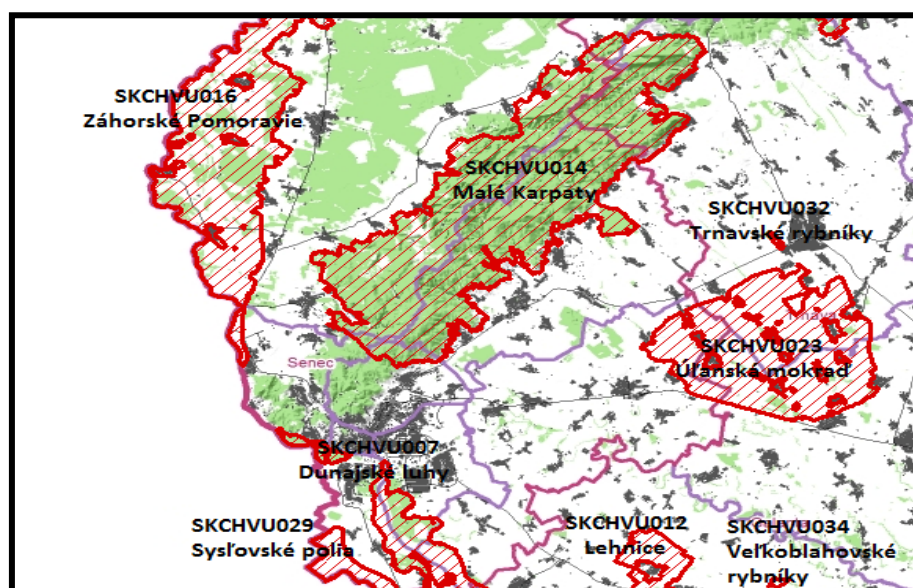 SKCHVU016
Záhorské Pomoravie
SKCHVU014
Malé Karpaty
SKCHVU032
Trnavské rybníky
Trnava
SKCHVU023
Úľanská mokraď
Senec
SKCHVU007
Dunajské luhy
SKCHVU029
Sysľovské polia
SKCHVU012
Lehnice
SKCHVU034
Veľkoblahovské
rybníky